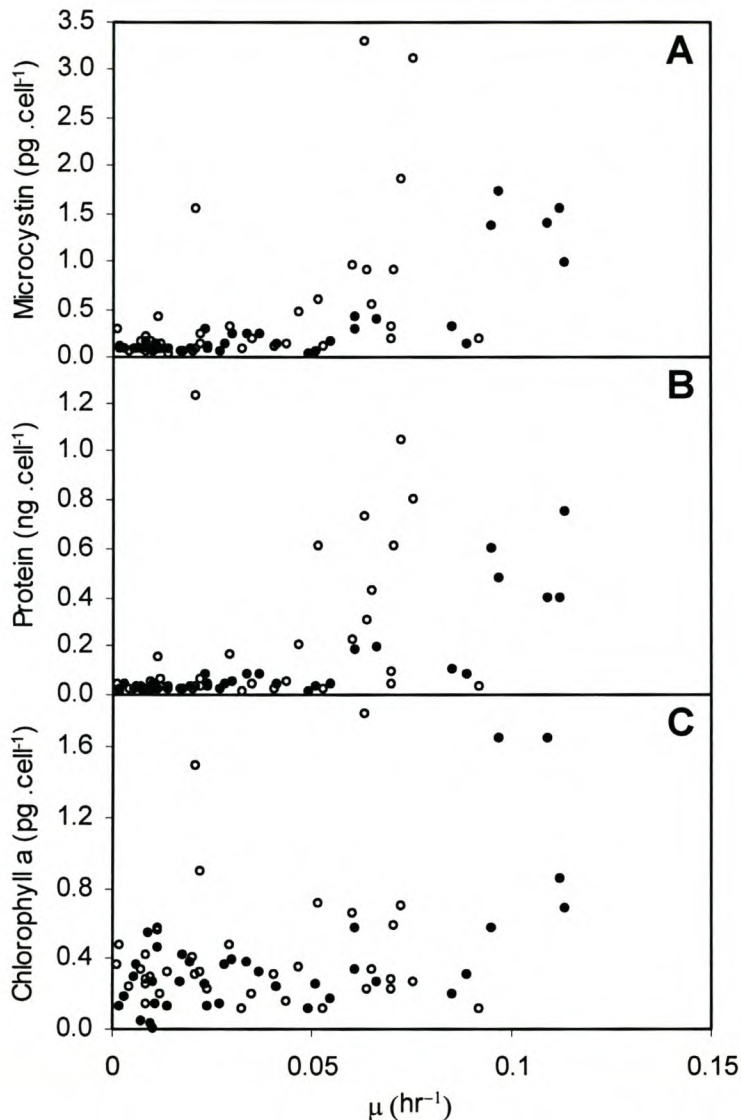 A
Microcystin (pg .cell⁻¹)
3.5
3.0
2.5
2.0
1.5
1.0
0.5
0.0
B
Protein (ng .cell⁻¹)
1.2
1.0
0.8
0.6
0.4
0.2
0.0
C
Chlorophyll a (pg .cell⁻¹)
1.6
1.2
0.8
0.4
0.0
0 0.05 0.1 0.15
μ (hr⁻¹)